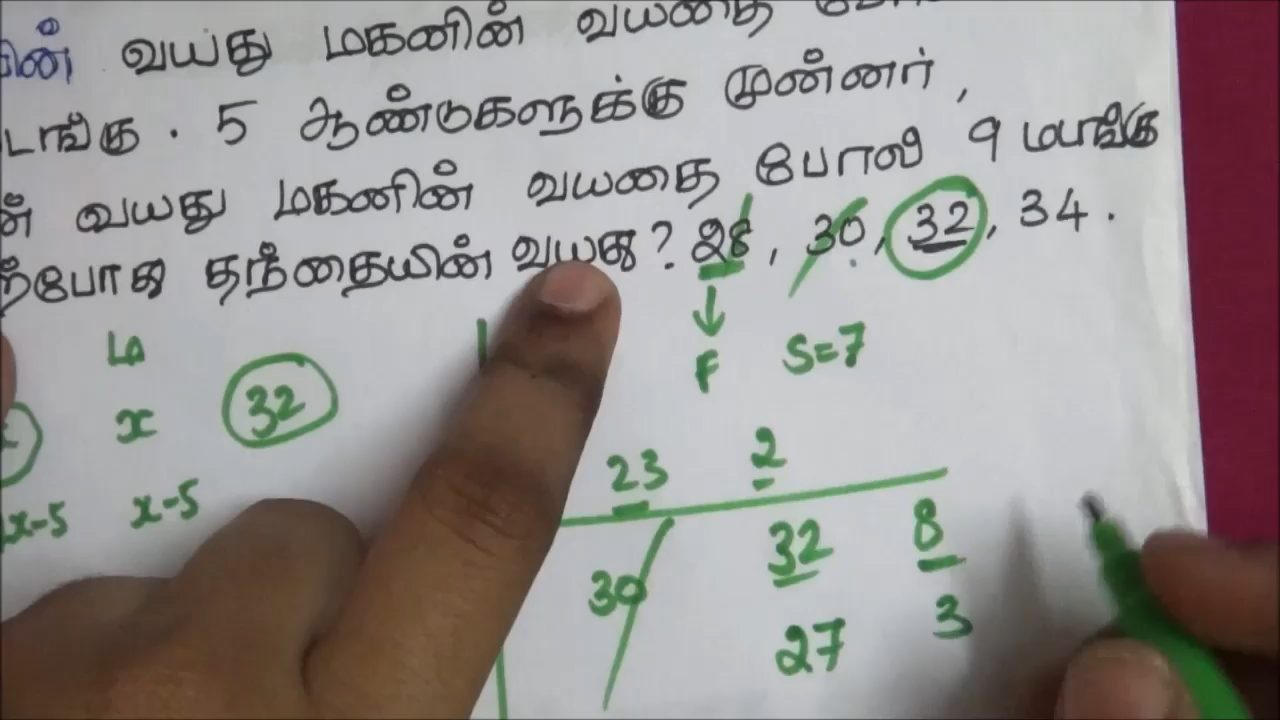 யின் வயது மகனின் வயதை
டங்கு . 5 ஆண்டுகளுக்கு முன்னர் ,
ன் வயது மகனின் வயதை போல் 9 மடங்கு
ற்போது தந்தையின் வயது ? 28 , 30 , 32 , 34 .
ம
x 32
x-5 x-5
F S=7
23 2
30 32 8
27 3